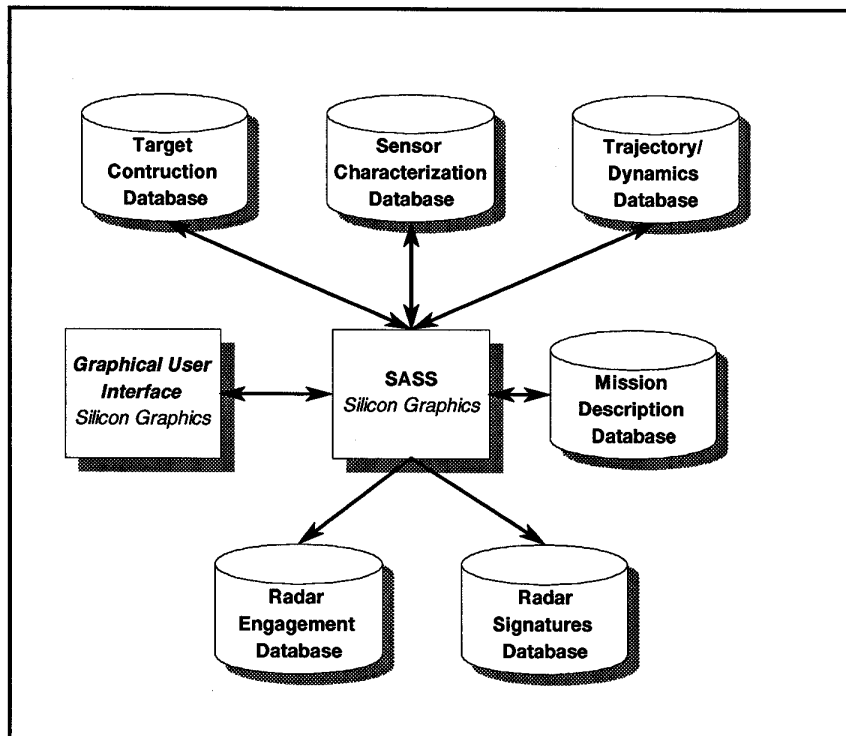 Target
Contruction
Database
Sensor
Characterization
Database
Trajectory/
Dynamics
Database
Graphical User
Interface
Silicon Graphics
SASS
Silicon Graphics
Mission
Description
Database
Radar
Engagement
Database
Radar
Signatures
Database